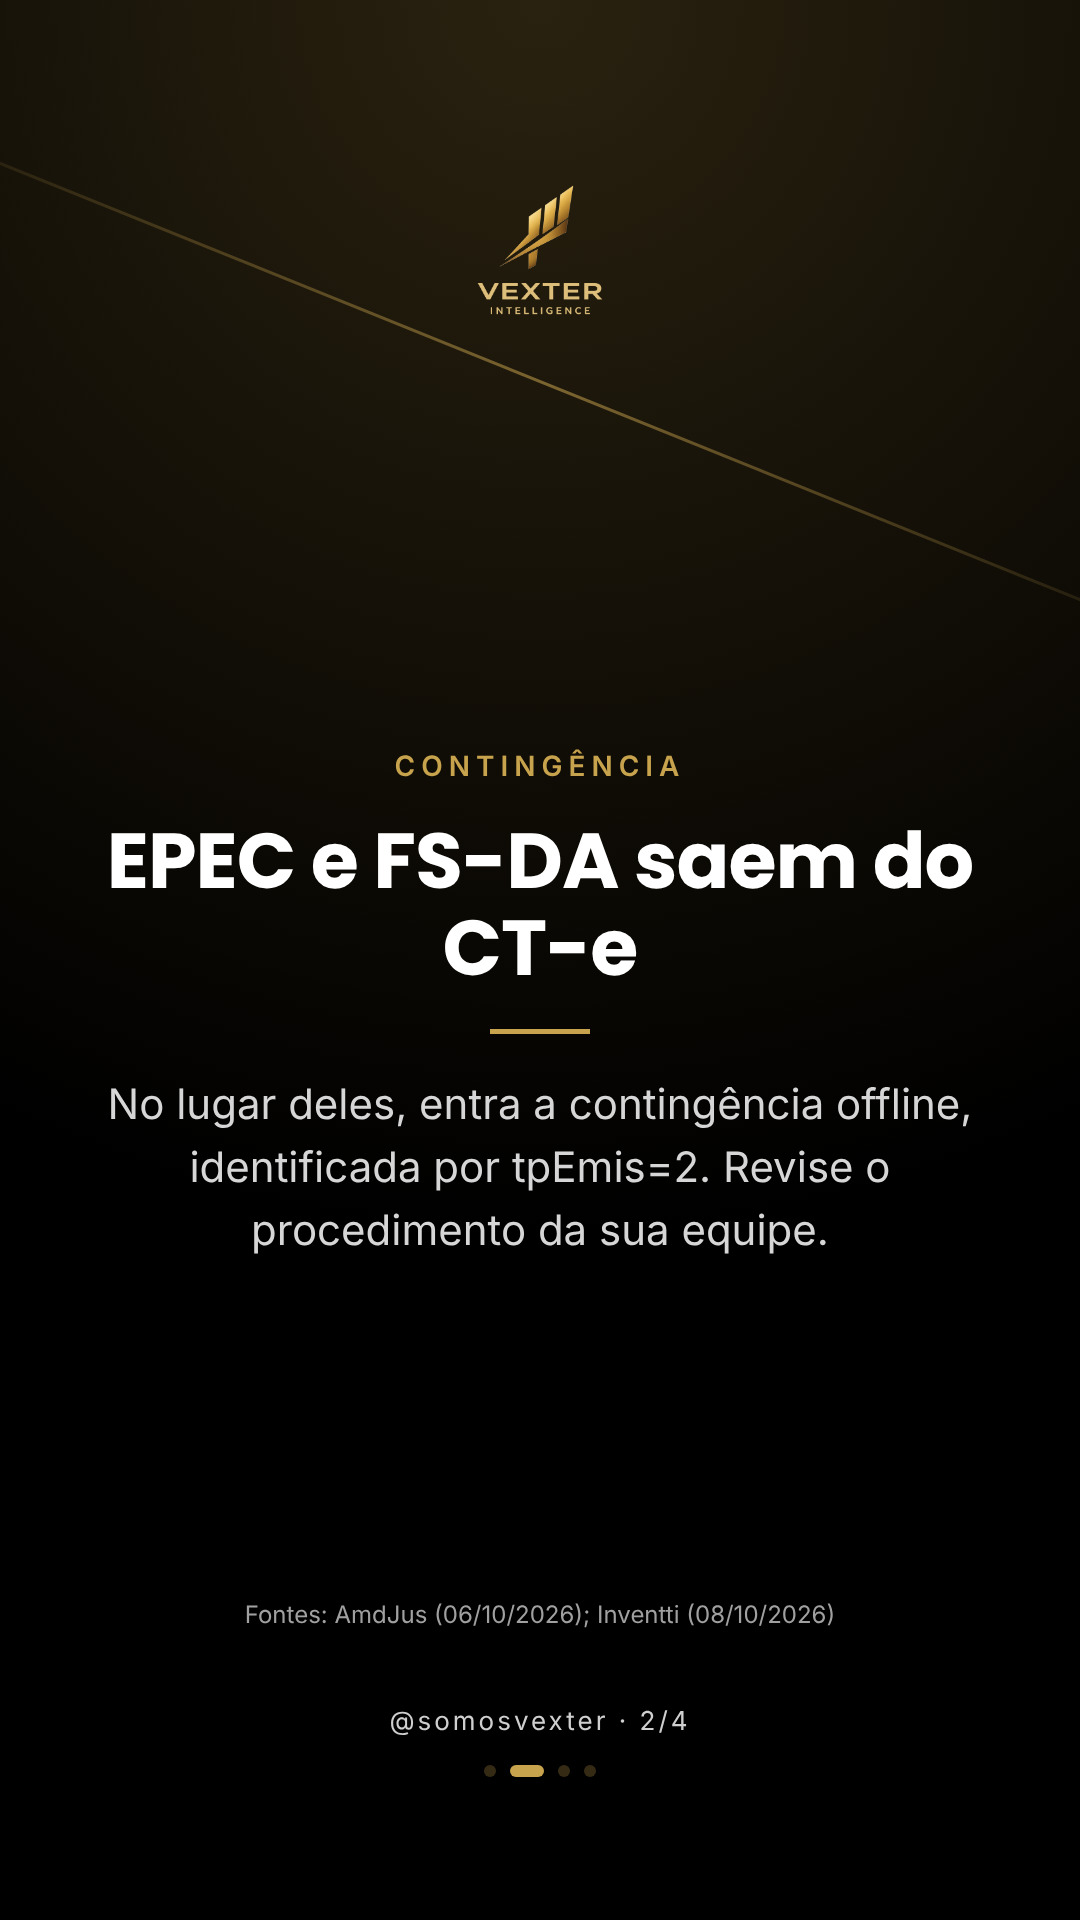 VEXTER
INTELLIGENCE
CONTINGÊNCIA
EPEC e FS-DA saem do
CT-e
No lugar deles, entra a contingência offline,
identificada por tpEmis=2. Revise o
procedimento da sua equipe.
Fontes: AmdJus (06/10/2026); Inventti (08/10/2026)
@somosvexter · 2/4